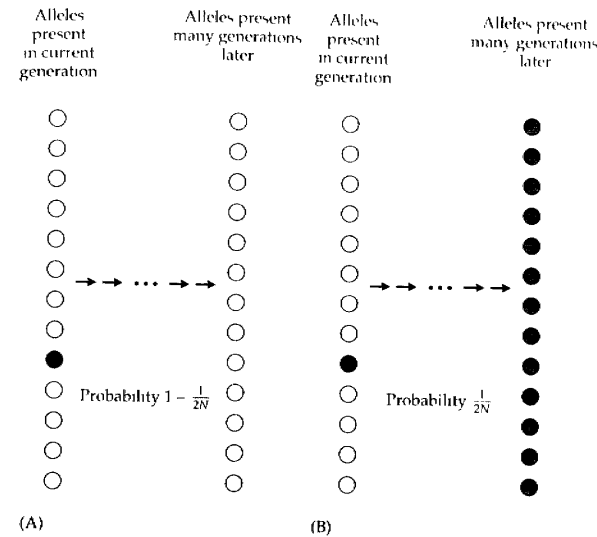 Alleles
present
in current
generation
Alleles present
many generations
later
Alleles
present
in current
generation
Alleles present
many generations
later
Probability 1 – 1/2N
Probability 1/2N
(A)
(B)